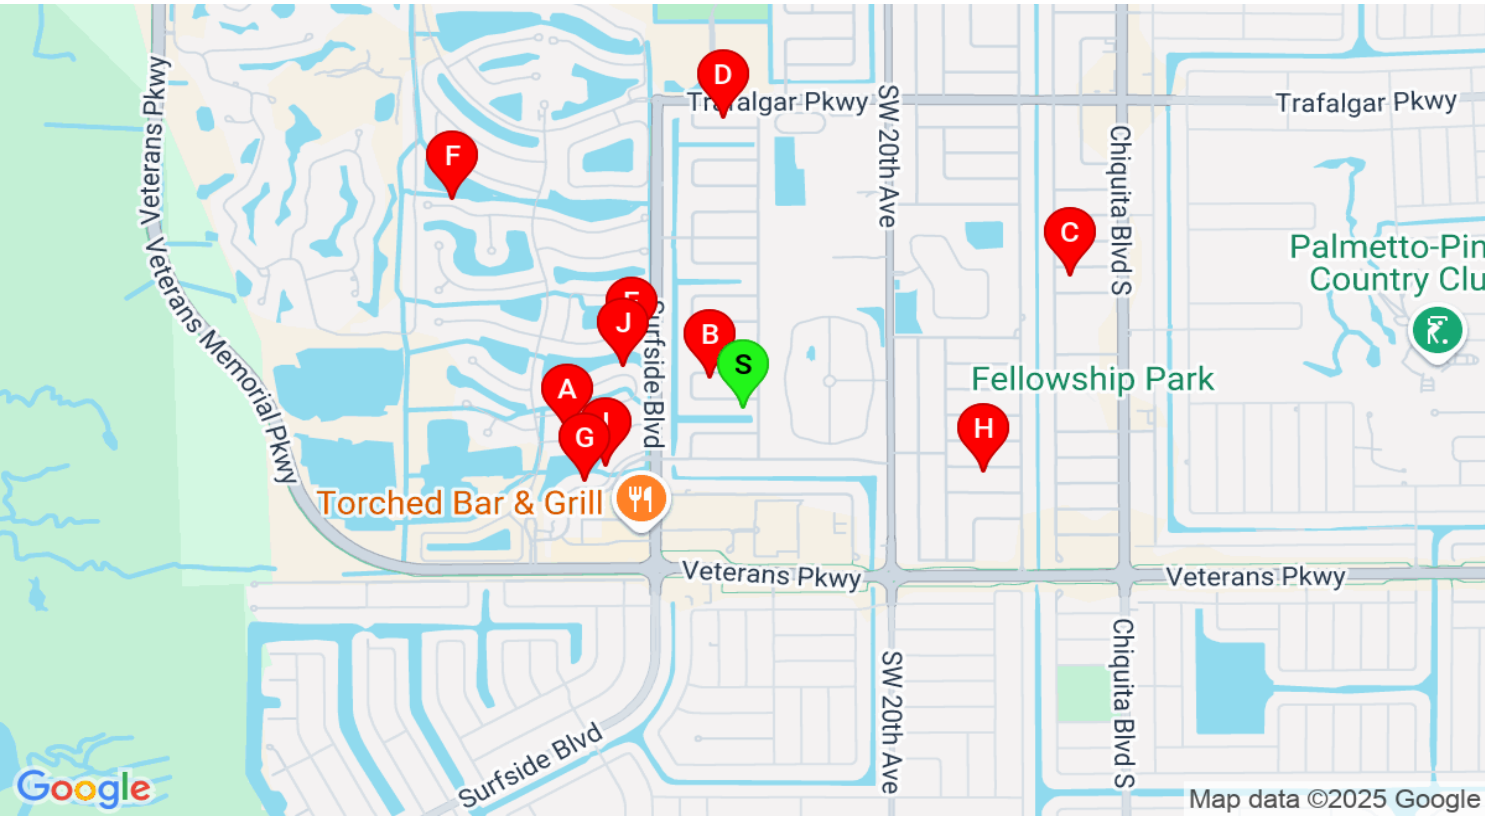 Veterans Pkwy
D
Trafalgar Pkwy
SW 20th Ave
Trafalgar Pkwy
F
Chiquita Blvd S
C
Palmetto-Pin
Country Clu
Veterans Memorial Pkwy
J
B
Surfside Blvd
S
A
Fellowship Park
G
H
Torched Bar & Grill
Veterans Pkwy
Veterans Pkwy
SW 20th Ave
Chiquita Blvd S
Surfside Blvd
Google
Map data ©2025 Google